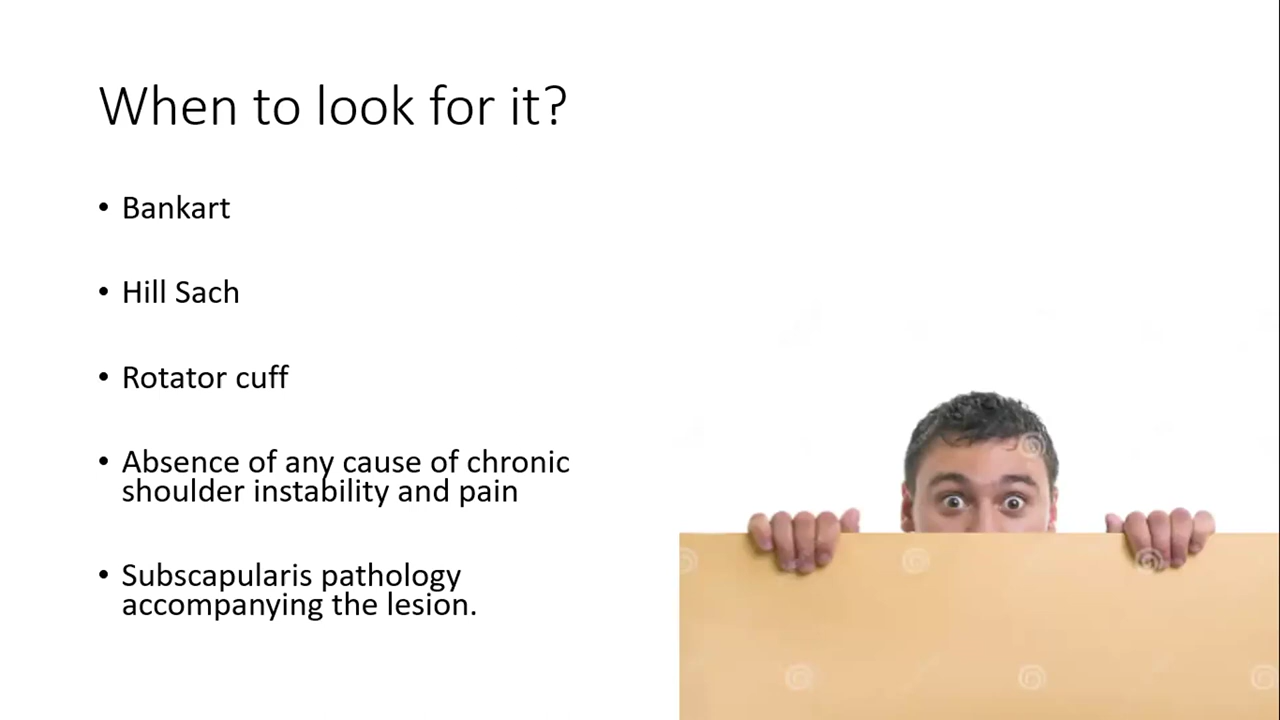 When to look for it?
• Bankart
• Hill Sach
• Rotator cuff
• Absence of any cause of chronic
shoulder instability and pain
• Subscapularis pathology
accompanying the lesion.